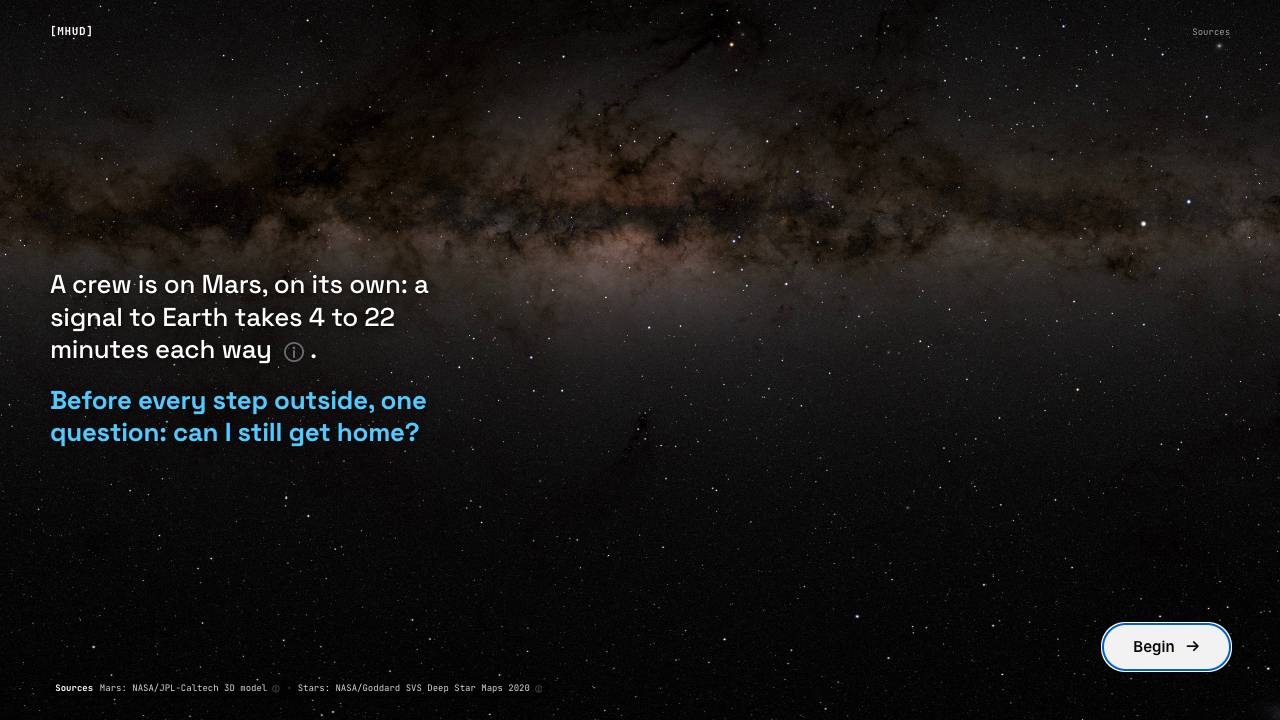 [MHUD]
Sources
A crew is on Mars, on its own: a
signal to Earth takes 4 to 22
minutes each way ⓘ .
Before every step outside, one
question: can I still get home?
Begin →
Sources Mars: NASA/JPL-Caltech 3D model ⓘ · Stars: NASA/Goddard SVS Deep Star Maps 2020 ⓘ